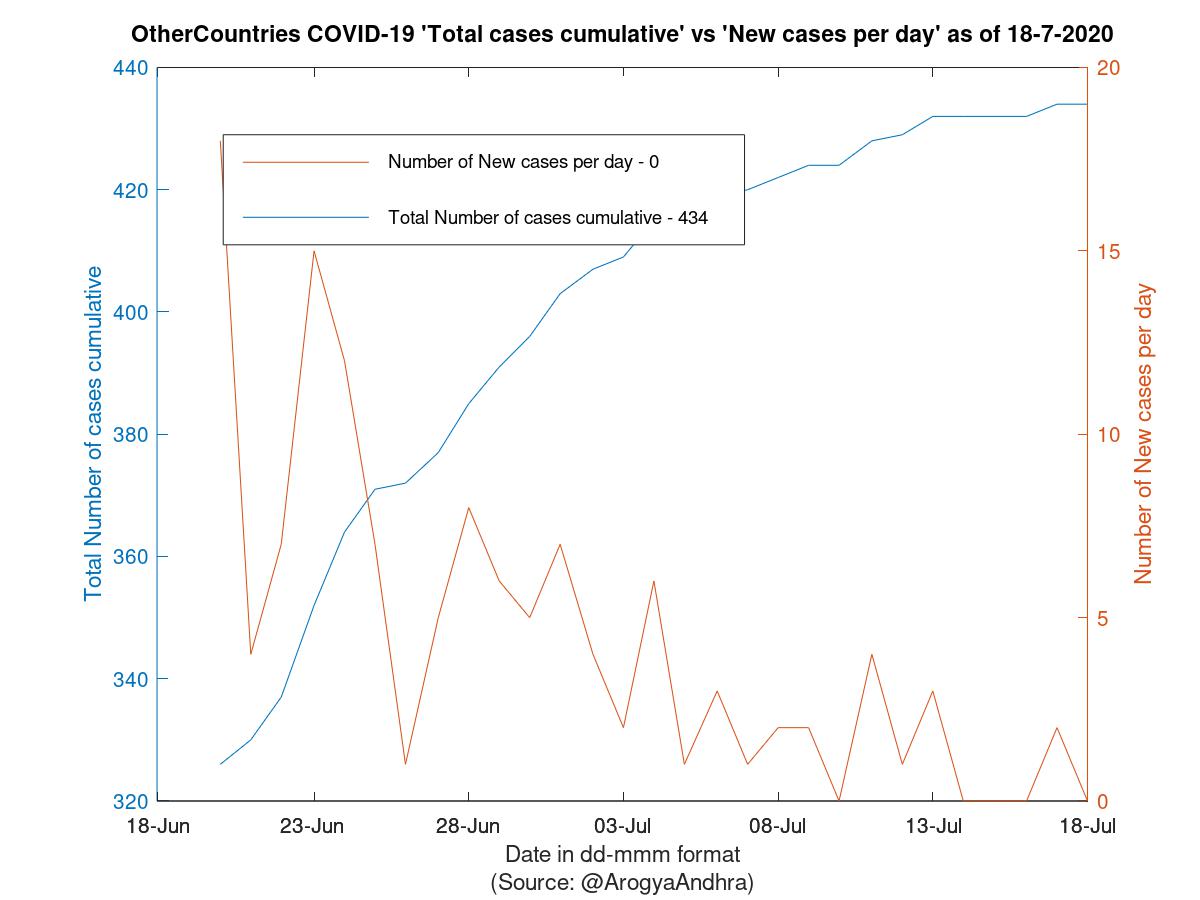 OtherCountries COVID-19 'Total cases cumulative' vs 'New cases per day' as of 18-7-2020
440
420
400
380
360
340
320
Total Number of cases cumulative
Number of New cases per day - 0
Total Number of cases cumulative - 434
20
15
10
5
0
Number of New cases per day
18-Jun 23-Jun 28-Jun 03-Jul 08-Jul 13-Jul 18-Jul
Date in dd-mmm format
(Source: @ArogyaAndhra)